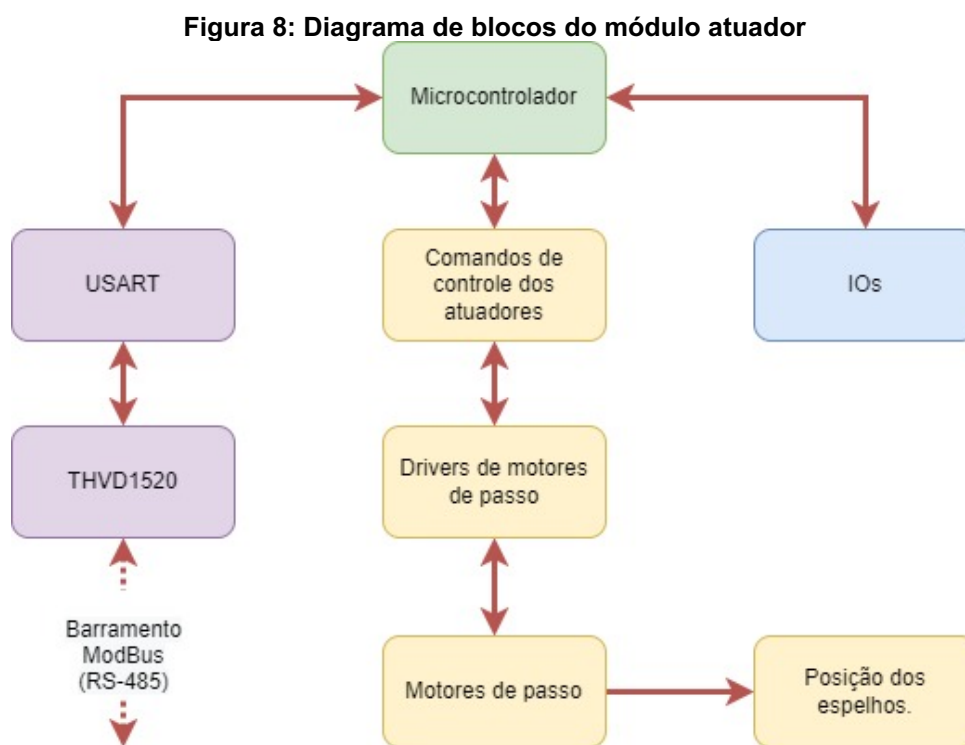 Figura 8: Diagrama de blocos do módulo atuador
Microcontrolador
USART
Comandos de
controle dos
atuadores
IOs
THVD1520
Drivers de motores
de passo
Barramento
ModBus
(RS-485)
Motores de passo
Posição dos
espelhos.